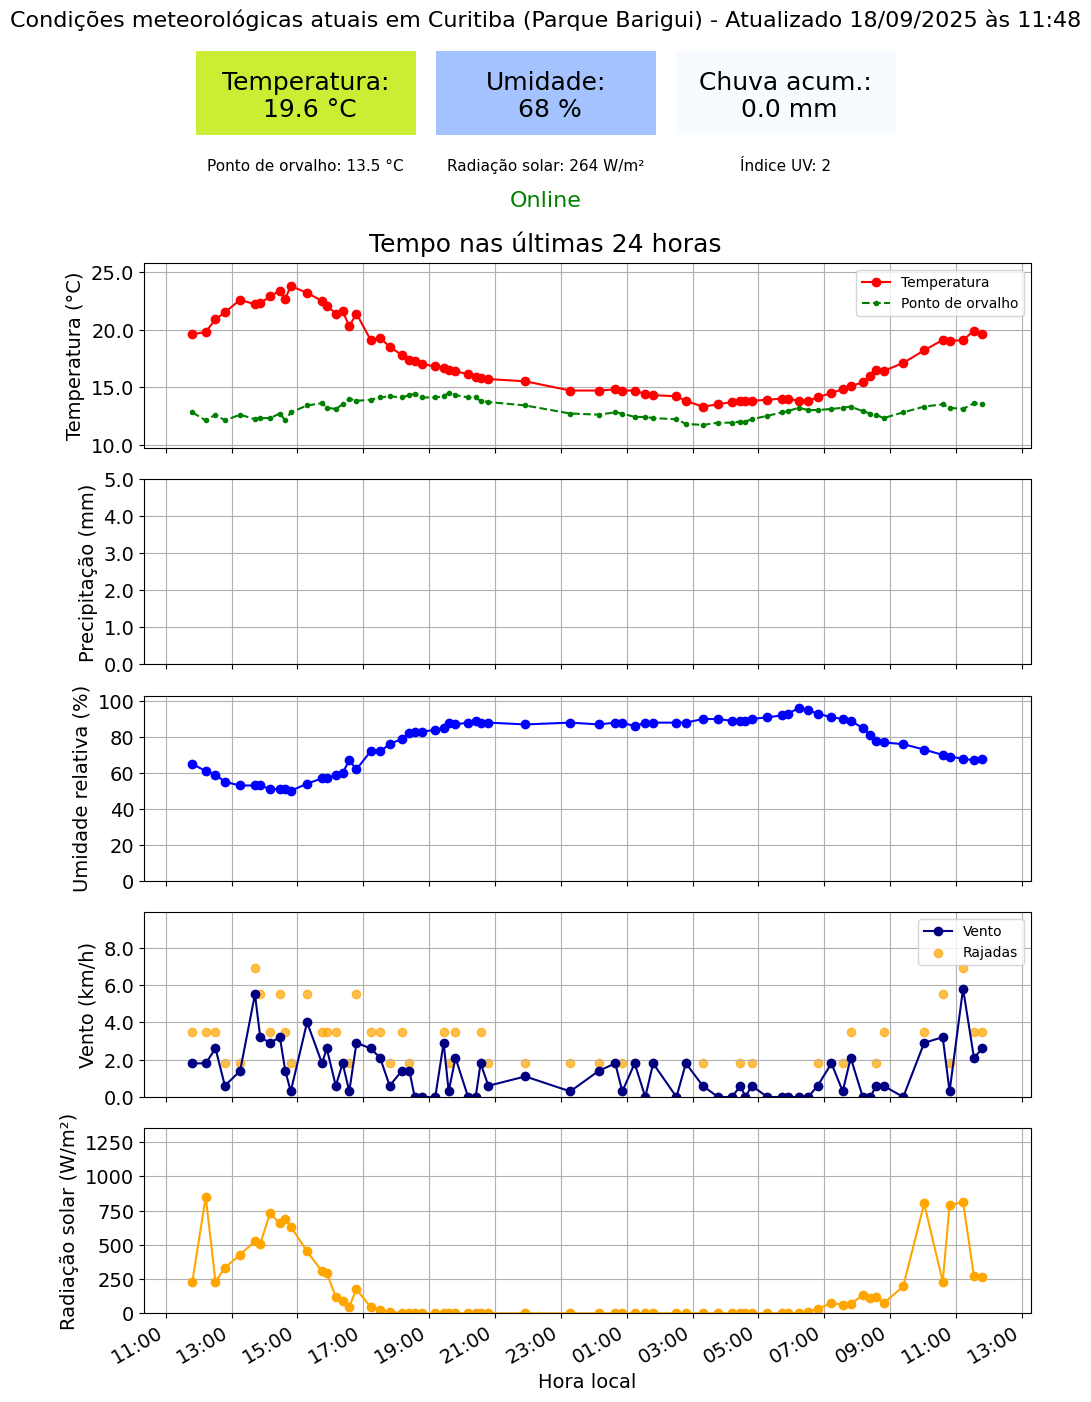 Condições meteorológicas atuais em Curitiba (Parque Barigui) - Atualizado 18/09/2025 às 11:48
Temperatura:
19.6 °C
Umidade:
68 %
Chuva acum.:
0.0 mm
Ponto de orvalho: 13.5 °C
Radiação solar: 264 W/m²
Índice UV: 2
Online
Tempo nas últimas 24 horas
Temperatura (°C)
25.0
20.0
15.0
10.0
Temperatura
Ponto de orvalho
Precipitação (mm)
5.0
4.0
3.0
2.0
1.0
0.0
Umidade relativa (%)
100
80
60
40
20
0
Vento (km/h)
8.0
6.0
4.0
2.0
0.0
Vento
Rajadas
Radiação solar (W/m²)
1250
1000
750
500
250
0
11:00
13:00
15:00
17:00
19:00
21:00
23:00
01:00
03:00
05:00
07:00
09:00
11:00
13:00
Hora local